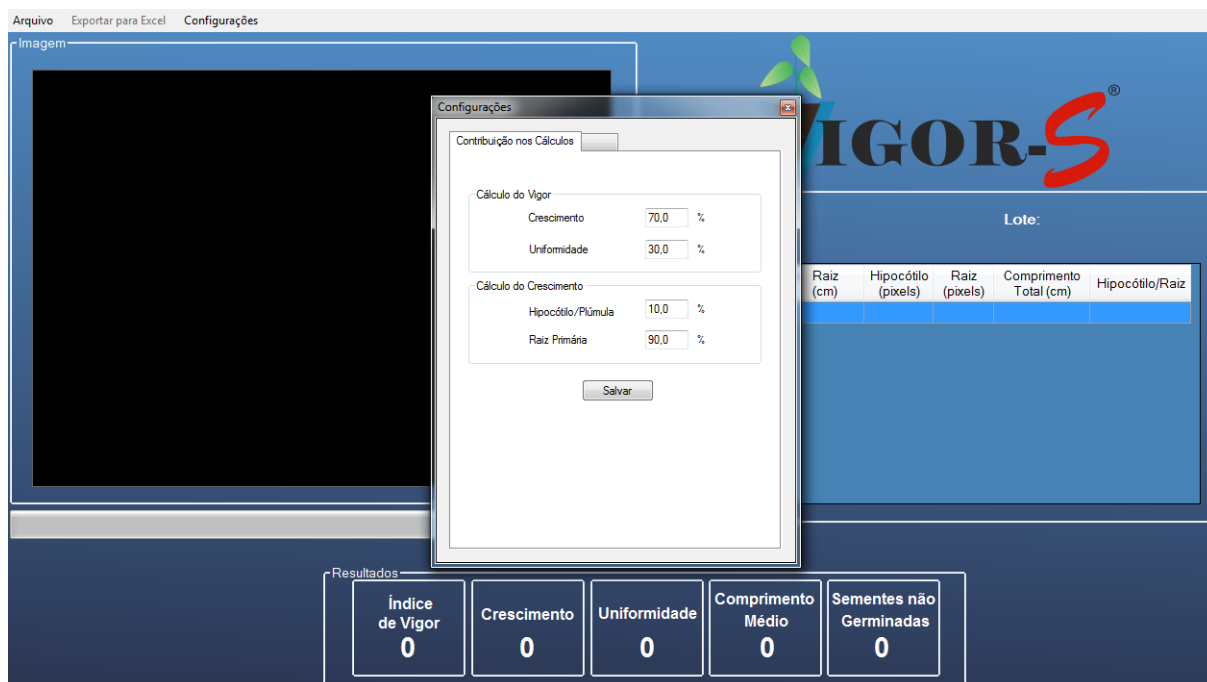 Arquivo Exportar para Excel Configurações
Imagem
VIGOR-S®
Lote:
Raiz (cm) Hipocótilo (pixels) Raiz (pixels) Comprimento Total (cm) Hipocótilo/Raiz
Configurações
Contribuição nos Cálculos
Cálculo do Vigor
Crescimento 70,0 %
Uniformidade 30,0 %
Cálculo do Crescimento
Hipocótilo/Plúmula 10,0 %
Raiz Primária 90,0 %
Salvar
Resultados
Índice de Vigor
0
Crescimento
0
Uniformidade
0
Comprimento Médio
0
Sementes não Germinadas
0